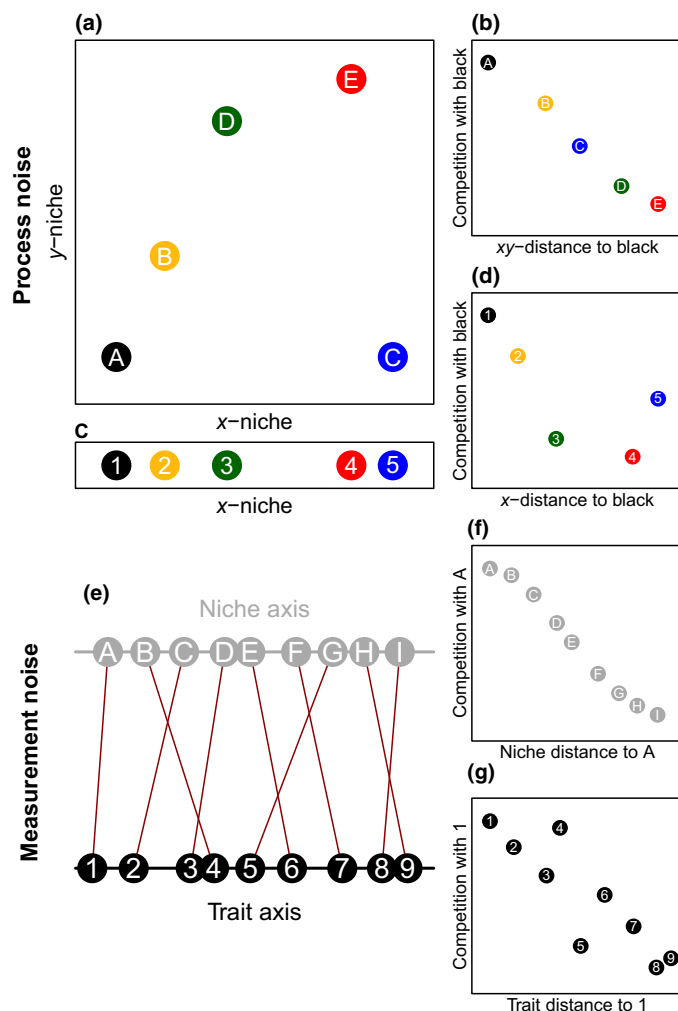 (a)
Process noise
y-niche
A
B
C
D
E
x-niche
(b)
Competition with black
A
B
C
D
E
xy-distance to black
C
1 2 3 4 5
x-niche
(d)
Competition with black
1
2
3
4
5
x-distance to black
(e)
Measurement noise
Niche axis
A B C D E F G H I
1 2 3 4 5 6 7 8 9
Trait axis
(f)
Competition with A
A
B
C
D
E
F
G
H
I
Niche distance to A
(g)
Competition with 1
1
2
3
4
5
6
7
8
9
Trait distance to 1